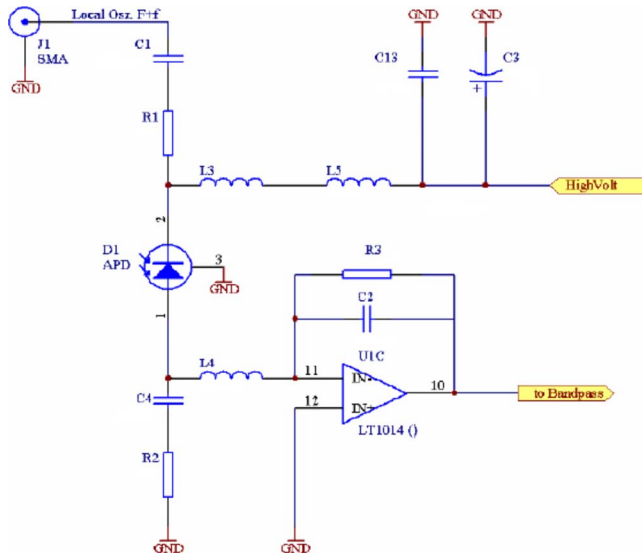 Local Osz. F+f
J1
SMA
GND
C1
R1
GND
GND
C13
C3
+
L3
L5
HighVolt
2
D1
APD
3
GND
1
R3
C2
L4
U1C
11
IN-
12
IN+
10
LT1014 ()
to Bandpass
C4
R2
GND
GND